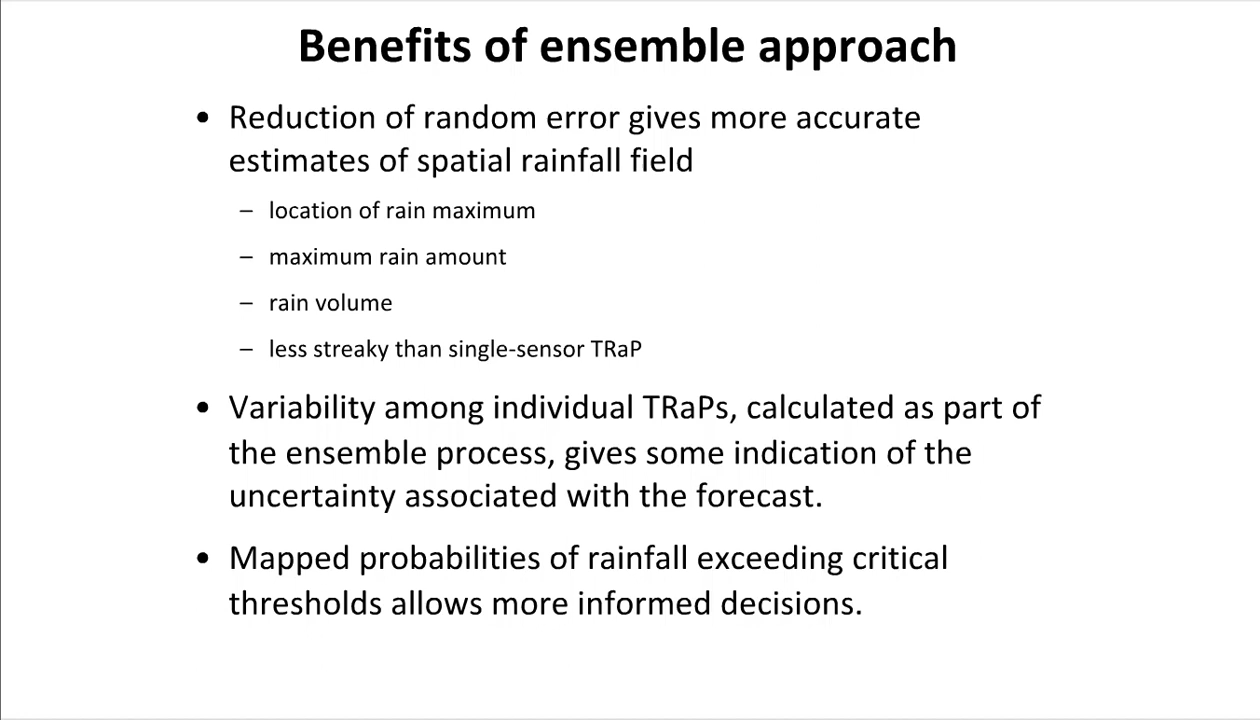 Benefits of ensemble approach
• Reduction of random error gives more accurate
estimates of spatial rainfall field
– location of rain maximum
– maximum rain amount
– rain volume
– less streaky than single-sensor TRaP
• Variability among individual TRaPs, calculated as part of
the ensemble process, gives some indication of the
uncertainty associated with the forecast.
• Mapped probabilities of rainfall exceeding critical
thresholds allows more informed decisions.